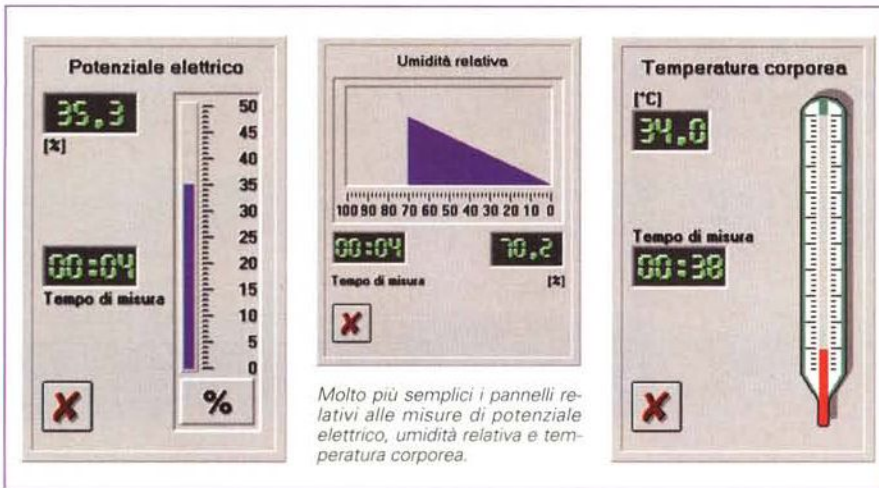 Potenziale elettrico
35,3
[%]
50
45
40
35
30
25
20
15
10
5
0
00:04
Tempo di misura
%
Umidità relativa
100 90 80 70 60 50 40 30 20 10 0
00:04
70,2
Tempo di misura
[%]
Molto più semplici i pannelli re-
lativi alle misure di potenziale
elettrico, umidità relativa e tem-
peratura corporea.
Temperatura corporea
[°C]
34,0
Tempo di misura
00:38